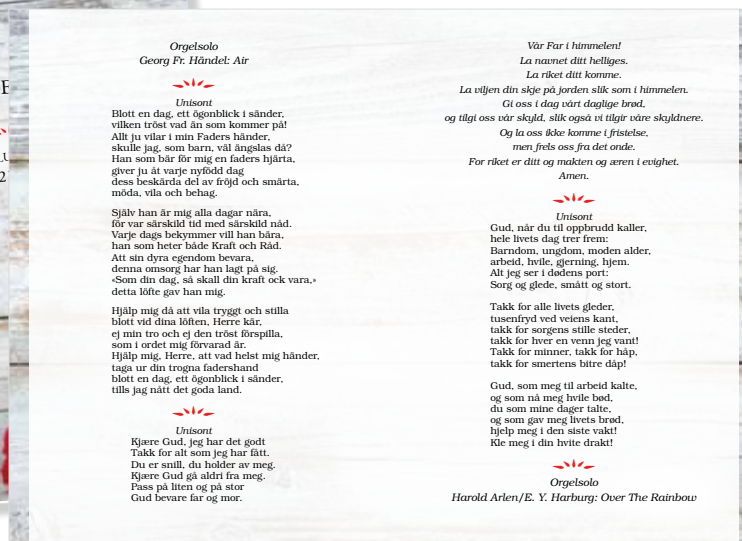 Orgelsolo
Georg Fr. Händel: Air
Unisont
Blott en dag, ett ögonblick i sänder,
vilken tröst vad än som kommer på!
Allt ju vilar i min Faders händer,
skulle jag, som barn, väl ängslas då?
Han som bär för mig en faders hjärta,
giver ju åt varje nyfödd dag
dess beskärda del av fröjd och smärta,
möda, vila och behag.
Själv han är mig alla dagar nära,
för var särskild tid med särskild nåd.
Varje dags bekymmer vill han bära,
han som heter både Kraft och Råd.
Att sin dyra egendom bevara,
denna omsorg har han lagt på sig.
«Som din dag, så skall din kraft ock vara,»
detta löfte gav han mig.
Hjälp mig då att vila tryggt och stilla
blott vid dina löften, Herre kär,
ej min tro och ej den tröst förspilla,
som i ordet mig förvarad är.
Hjälp mig, Herre, att vad helst mig händer,
taga ur din trogna fadershand
blott en dag, ett ögonblick i sänder,
tills jag nått det goda land.
Unisont
Kjære Gud, jeg har det godt
Takk for alt som jeg har fått.
Du er snill, du holder av meg.
Kjære Gud gå aldri fra meg.
Pass på liten og på stor
Gud bevare far og mor.
Vår Far i himmelen!
La navnet ditt helliges.
La riket ditt komme.
La viljen din skje på jorden slik som i himmelen.
Gi oss i dag vårt daglige brød,
og tilgi oss vår skyld, slik også vi tilgir våre skyldnere.
Og la oss ikke komme i fristelse,
men frels oss fra det onde.
For riket er ditt og makten og æren i evighet.
Amen.
Unisont
Gud, når du til oppbrudd kaller,
hele livets dag trer frem:
Barndom, ungdom, moden alder,
arbeid, hvile, gjerning, hjem.
Alt jeg ser i dødens port:
Sorg og glede, smått og stort.
Takk for alle livets gleder,
tusenfryd ved veiens kant,
takk for sorgens stille steder,
takk for hver en venn jeg vant!
Takk for minner, takk for håp,
takk for smertens bitre dåp!
Gud, som meg til arbeid kalte,
og som nå meg hvile bød,
du som mine dager talte,
og som gav meg livets brød,
hjelp meg i den siste vakt!
Kle meg i din hvite drakt!
Orgelsolo
Harold Arlen/E. Y. Harburg: Over The Rainbow